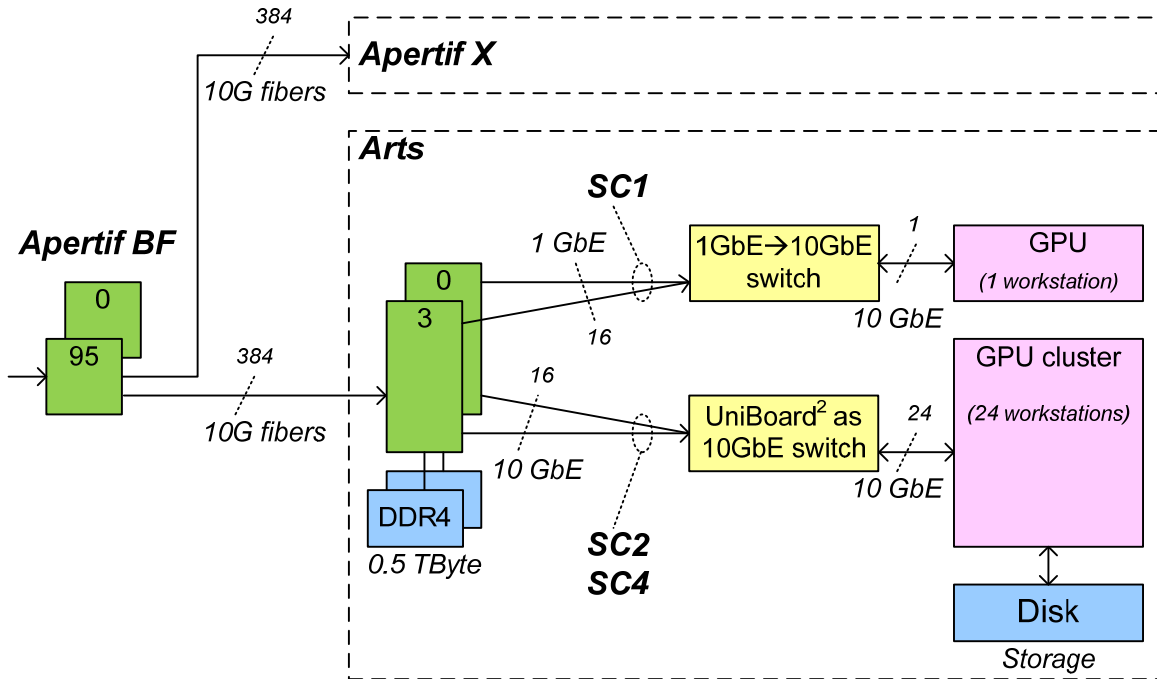 384
Apertif X
10G fibers
Arts
SC1
Apertif BF
1 GbE
1GbE→10GbE
switch
1
GPU
(1 workstation)
0
0
3
16
10 GbE
95
384
10G fibers
16
10 GbE
UniBoard² as
10GbE switch
24
10 GbE
GPU cluster
(24 workstations)
DDR4
0.5 TByte
SC2
SC4
Disk
Storage